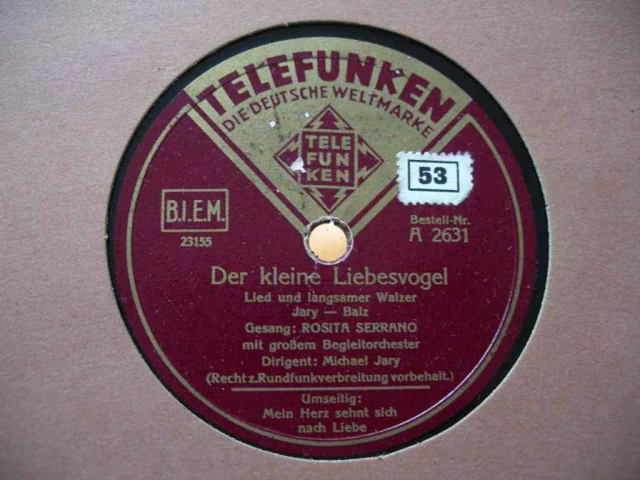 TELEFUNKEN
DIE DEUTSCHE WELTMARKE
TELE
FUN
KEN
53
B.I.E.M.
23155
Bestell-Nr.
A 2631
Der kleine Liebesvogel
Lied und langsamer Walzer
Jary — Balz
Gesang: ROSITA SERRANO
mit großem Begleitorchester
Dirigent: Michael Jary
(Recht z. Rundfunkverbreitung vorbehalt.)
Umseitig:
Mein Herz sehnt sich
nach Liebe